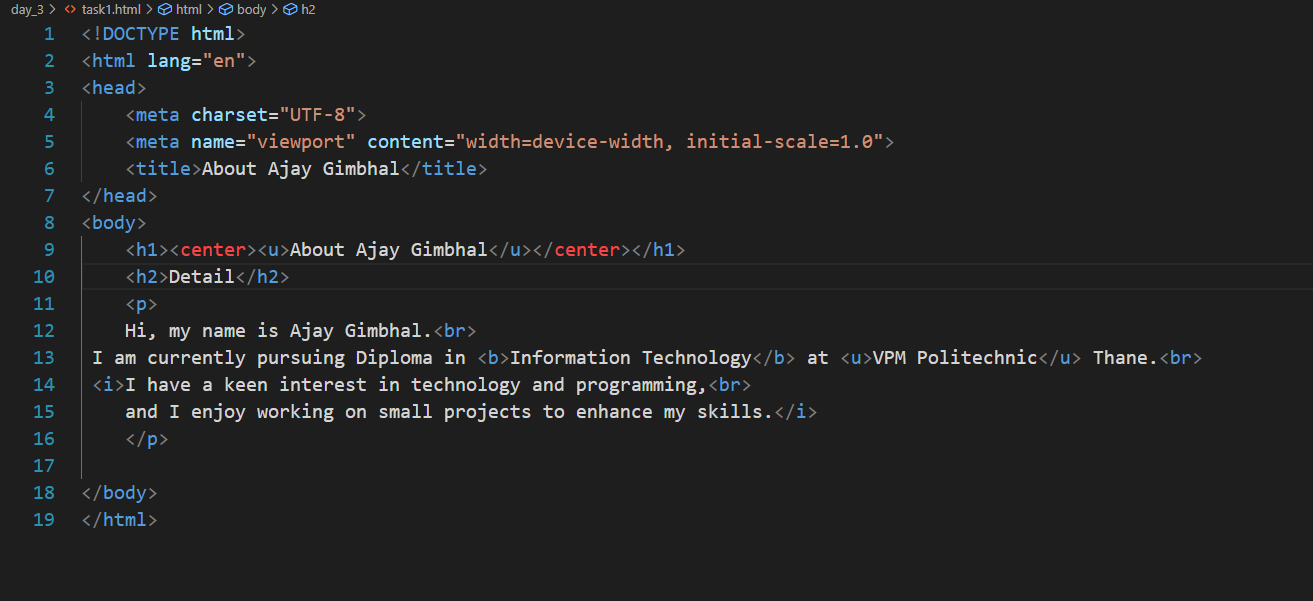 day_3 > <> task1.html > html > body > h2
1 <!DOCTYPE html>
2 <html lang="en">
3 <head>
4     <meta charset="UTF-8">
5     <meta name="viewport" content="width=device-width, initial-scale=1.0">
6     <title>About Ajay Gimbhal</title>
7 </head>
8 <body>
9     <h1><center><u>About Ajay Gimbhal</u></center></h1>
10     <h2>Detail</h2>
11     <p>
12     Hi, my name is Ajay Gimbhal.<br>
13  I am currently pursuing Diploma in <b>Information Technology</b> at <u>VPM Politechnic</u> Thane.<br>
14  <i>I have a keen interest in technology and programming,<br>
15     and I enjoy working on small projects to enhance my skills.</i>
16     </p>
17
18 </body>
19 </html>